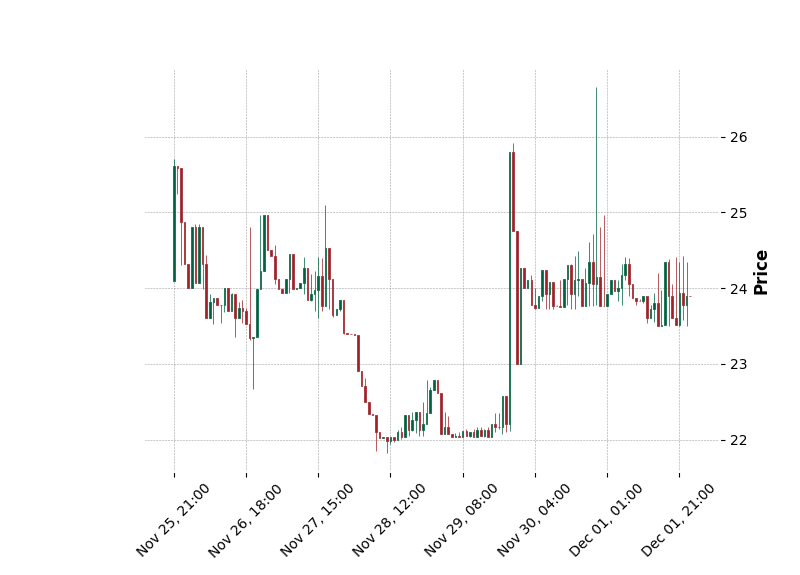 26
25
24
23
22
Price
Nov 25, 21:00
Nov 26, 18:00
Nov 27, 15:00
Nov 28, 12:00
Nov 29, 08:00
Nov 30, 04:00
Dec 01, 01:00
Dec 01, 21:00